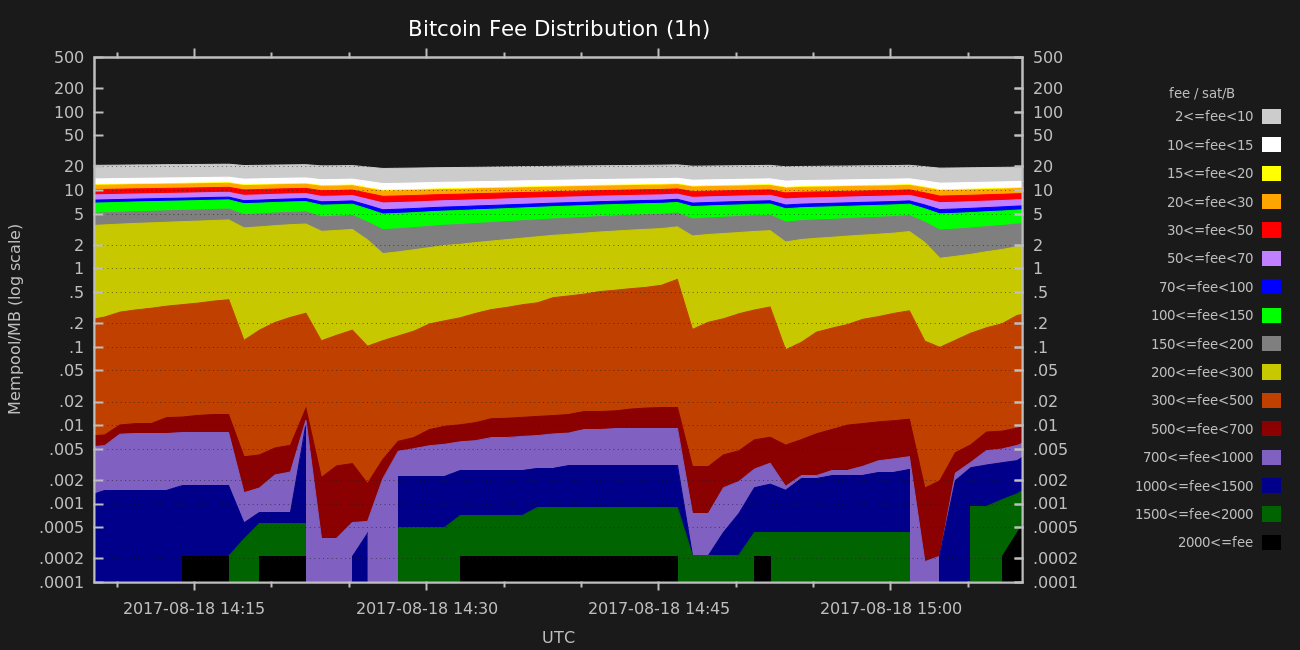 Bitcoin Fee Distribution (1h)
500
200
100
50
20
10
5
2
1
.5
.2
.1
.05
.02
.01
.005
.002
.001
.0005
.0002
.0001
Mempool/MB (log scale)
500
200
100
50
20
10
5
2
1
.5
.2
.1
.05
.02
.01
.005
.002
.001
.0005
.0002
.0001
2017-08-18 14:15
2017-08-18 14:30
2017-08-18 14:45
2017-08-18 15:00
UTC
fee / sat/B
2<=fee<10
10<=fee<15
15<=fee<20
20<=fee<30
30<=fee<50
50<=fee<70
70<=fee<100
100<=fee<150
150<=fee<200
200<=fee<300
300<=fee<500
500<=fee<700
700<=fee<1000
1000<=fee<1500
1500<=fee<2000
2000<=fee